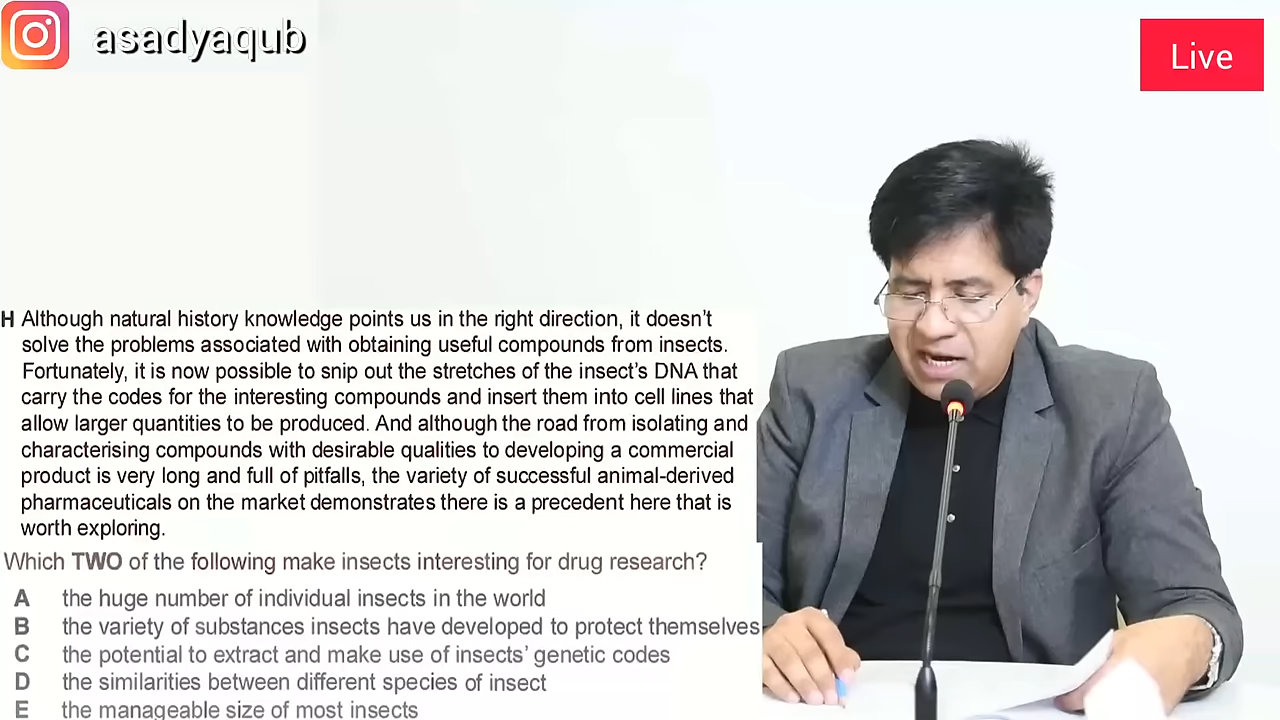 asadyaqub
Live
H Although natural history knowledge points us in the right direction, it doesn't
solve the problems associated with obtaining useful compounds from insects.
Fortunately, it is now possible to snip out the stretches of the insect's DNA that
carry the codes for the interesting compounds and insert them into cell lines that
allow larger quantities to be produced. And although the road from isolating and
characterising compounds with desirable qualities to developing a commercial
product is very long and full of pitfalls, the variety of successful animal-derived
pharmaceuticals on the market demonstrates there is a precedent here that is
worth exploring.
Which TWO of the following make insects interesting for drug research?
A the huge number of individual insects in the world
B the variety of substances insects have developed to protect themselves
C the potential to extract and make use of insects' genetic codes
D the similarities between different species of insect
E the manageable size of most insects